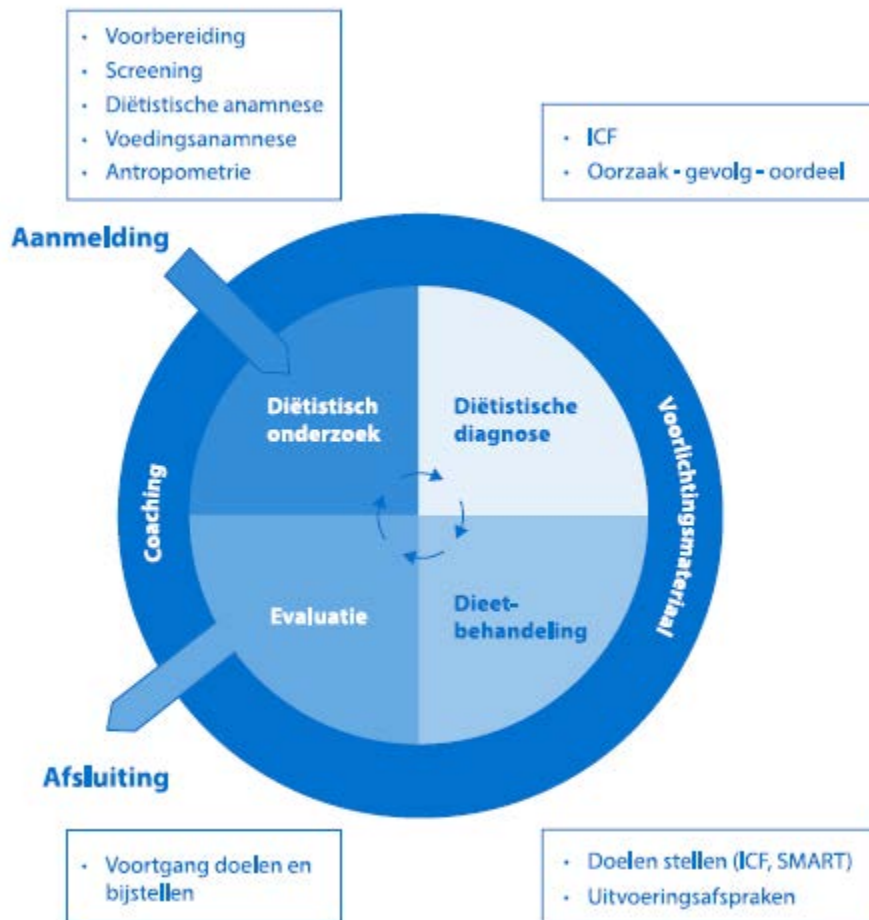 • Voorbereiding
• Screening
• Diëtistische anamnese
• Voedingsanamnese
• Antropometrie
• ICF
• Oorzaak - gevolg - oordeel
Aanmelding
Diëtistisch
onderzoek
Diëtistische
diagnose
Coaching
Voorlichtingsmateriaal
Evaluatie
Dieet-
behandeling
Afsluiting
• Voortgang doelen en
bijstellen
• Doelen stellen (ICF, SMART)
• Uitvoeringsafspraken